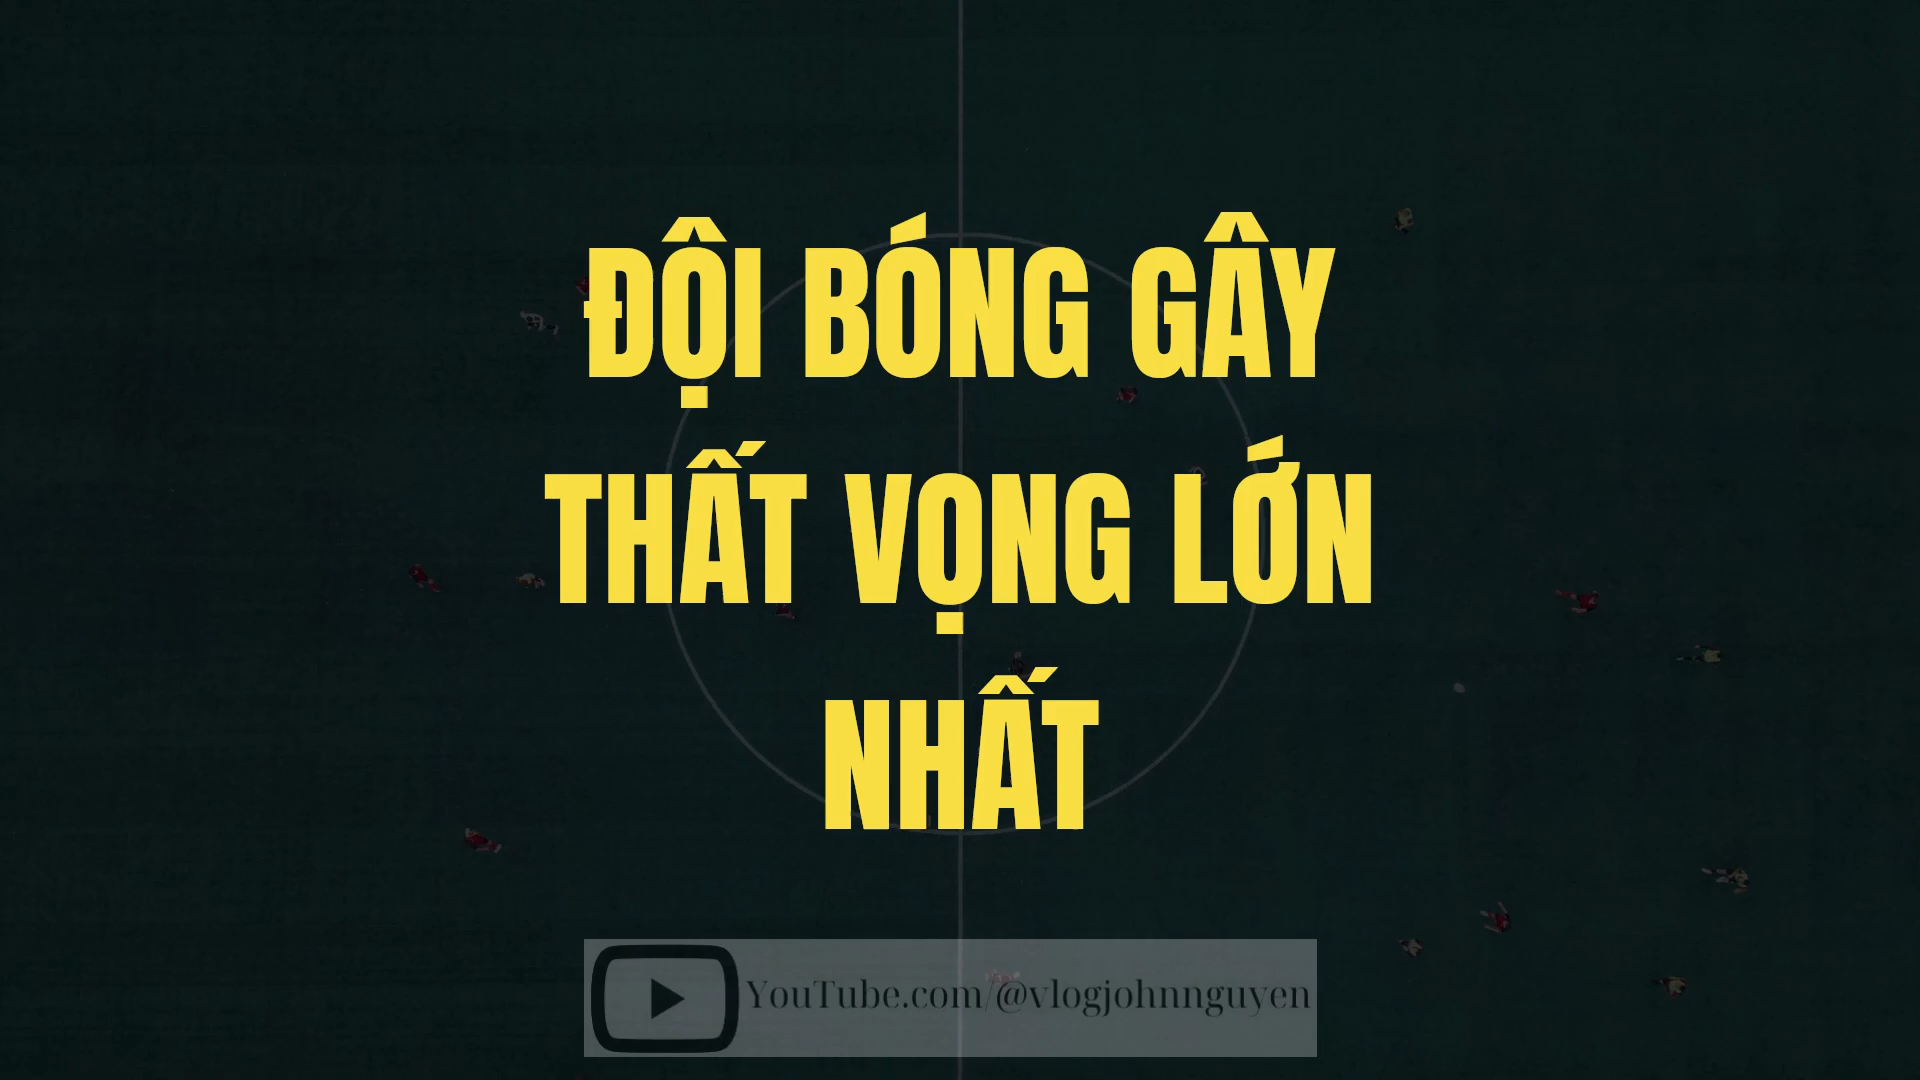 ĐỘI BÓNG GÂY
THẤT VỌNG LỚN
NHẤT
YouTube.com/@vlogjohnnguyen